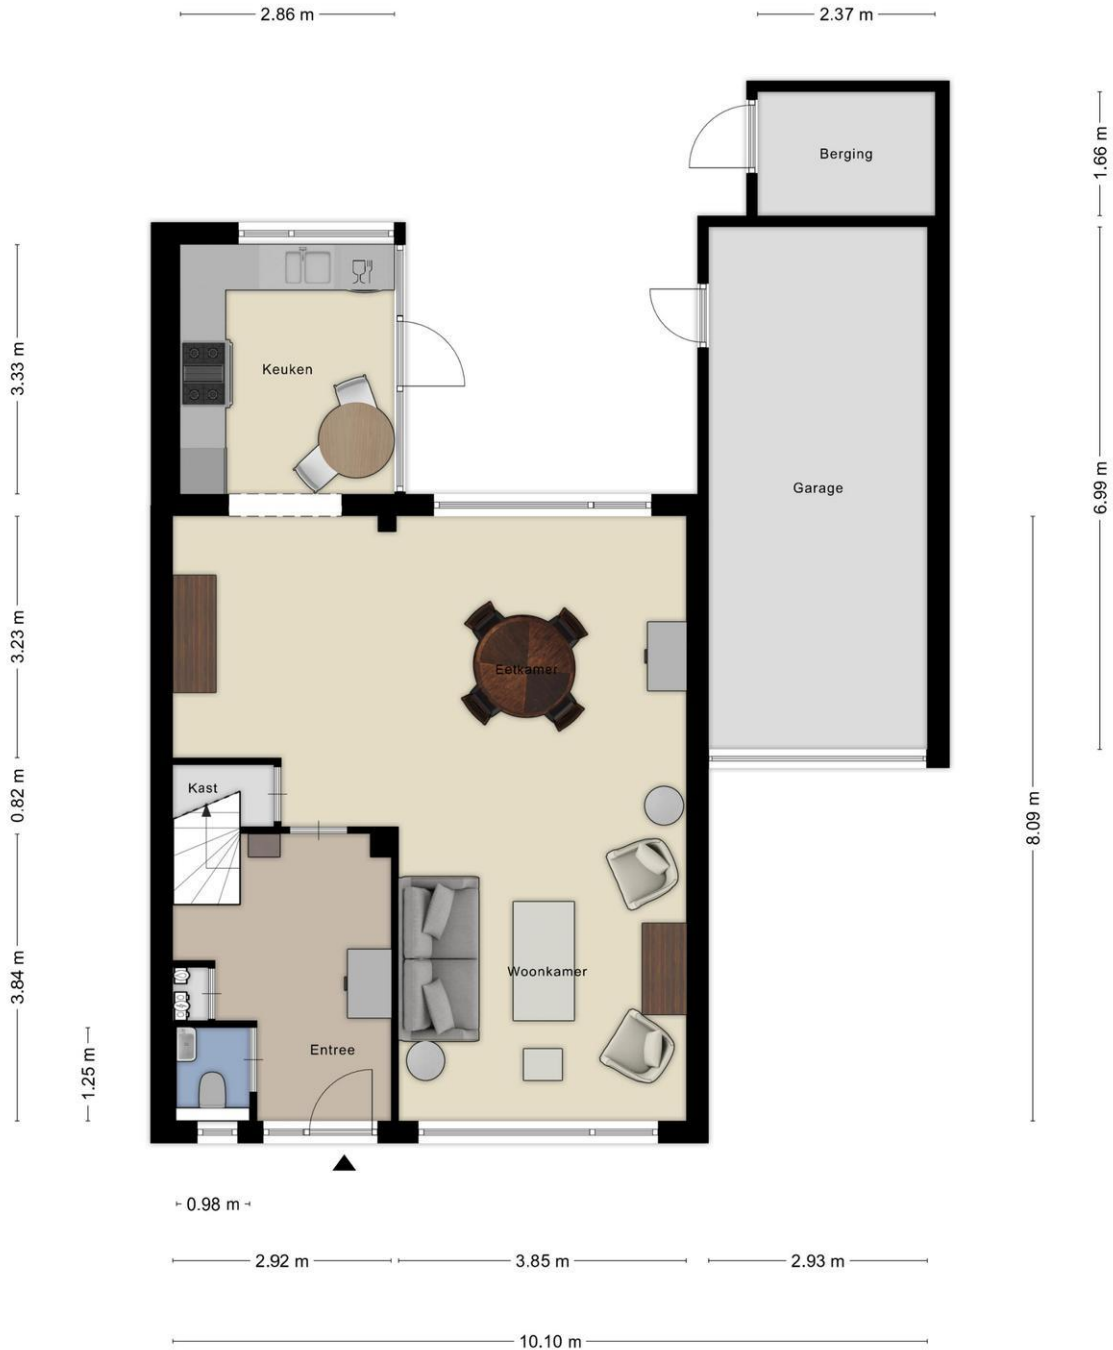 2.86 m
2.37 m
1.66 m
Berging
3.33 m
Keuken
6.99 m
Garage
3.23 m
Eetkamer
0.82 m
Kast
8.09 m
3.84 m
Woonkamer
Entree
1.25 m
0.98 m
2.92 m
3.85 m
2.93 m
10.10 m